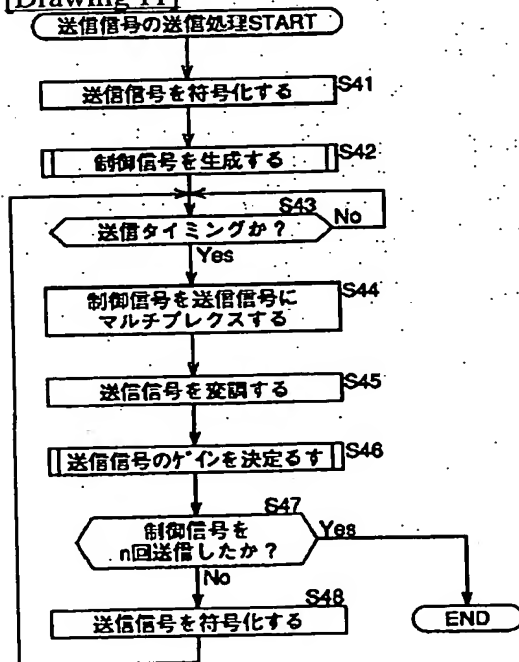 [Drawing 11]
送信信号の送信処理START
送信信号を符号化する
S41
制御信号を生成する
S42
S43
送信タイミングか？
No
Yes
制御信号を送信信号に
マルチプレクスする
S44
送信信号を変調する
S45
送信信号のゲインを決定るす
S46
S47
制御信号を
n回送信したか？
Yes
No
S48
送信信号を符号化する
END